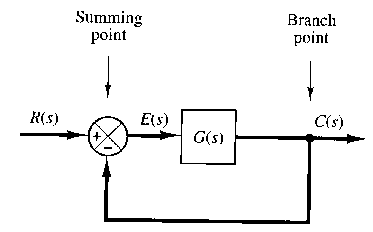 Summing
point
Branch
point
R(s)
E(s)
G(s)
C(s)
+
−